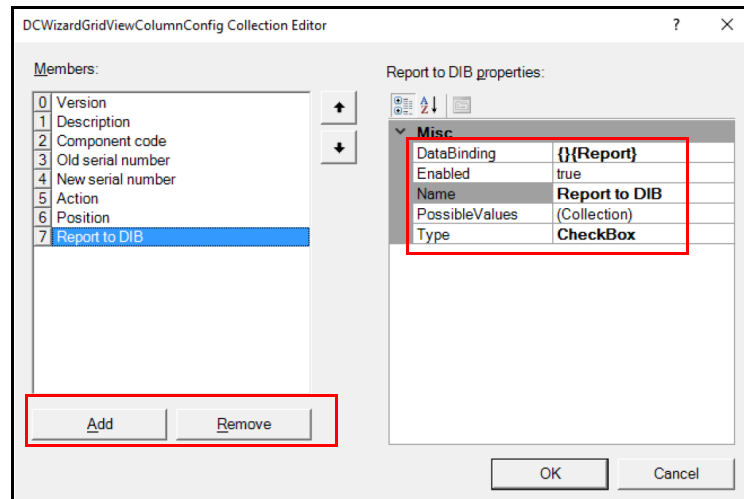 DCWizardGridViewColumnConfig Collection Editor
? ×
Members:
0 Version
1 Description
2 Component code
3 Old serial number
4 New serial number
5 Action
6 Position
7 Report to DIB
Add Remove
Report to DIB properties:
Misc
DataBinding {}{Report}
Enabled true
Name Report to DIB
PossibleValues (Collection)
Type CheckBox
OK Cancel